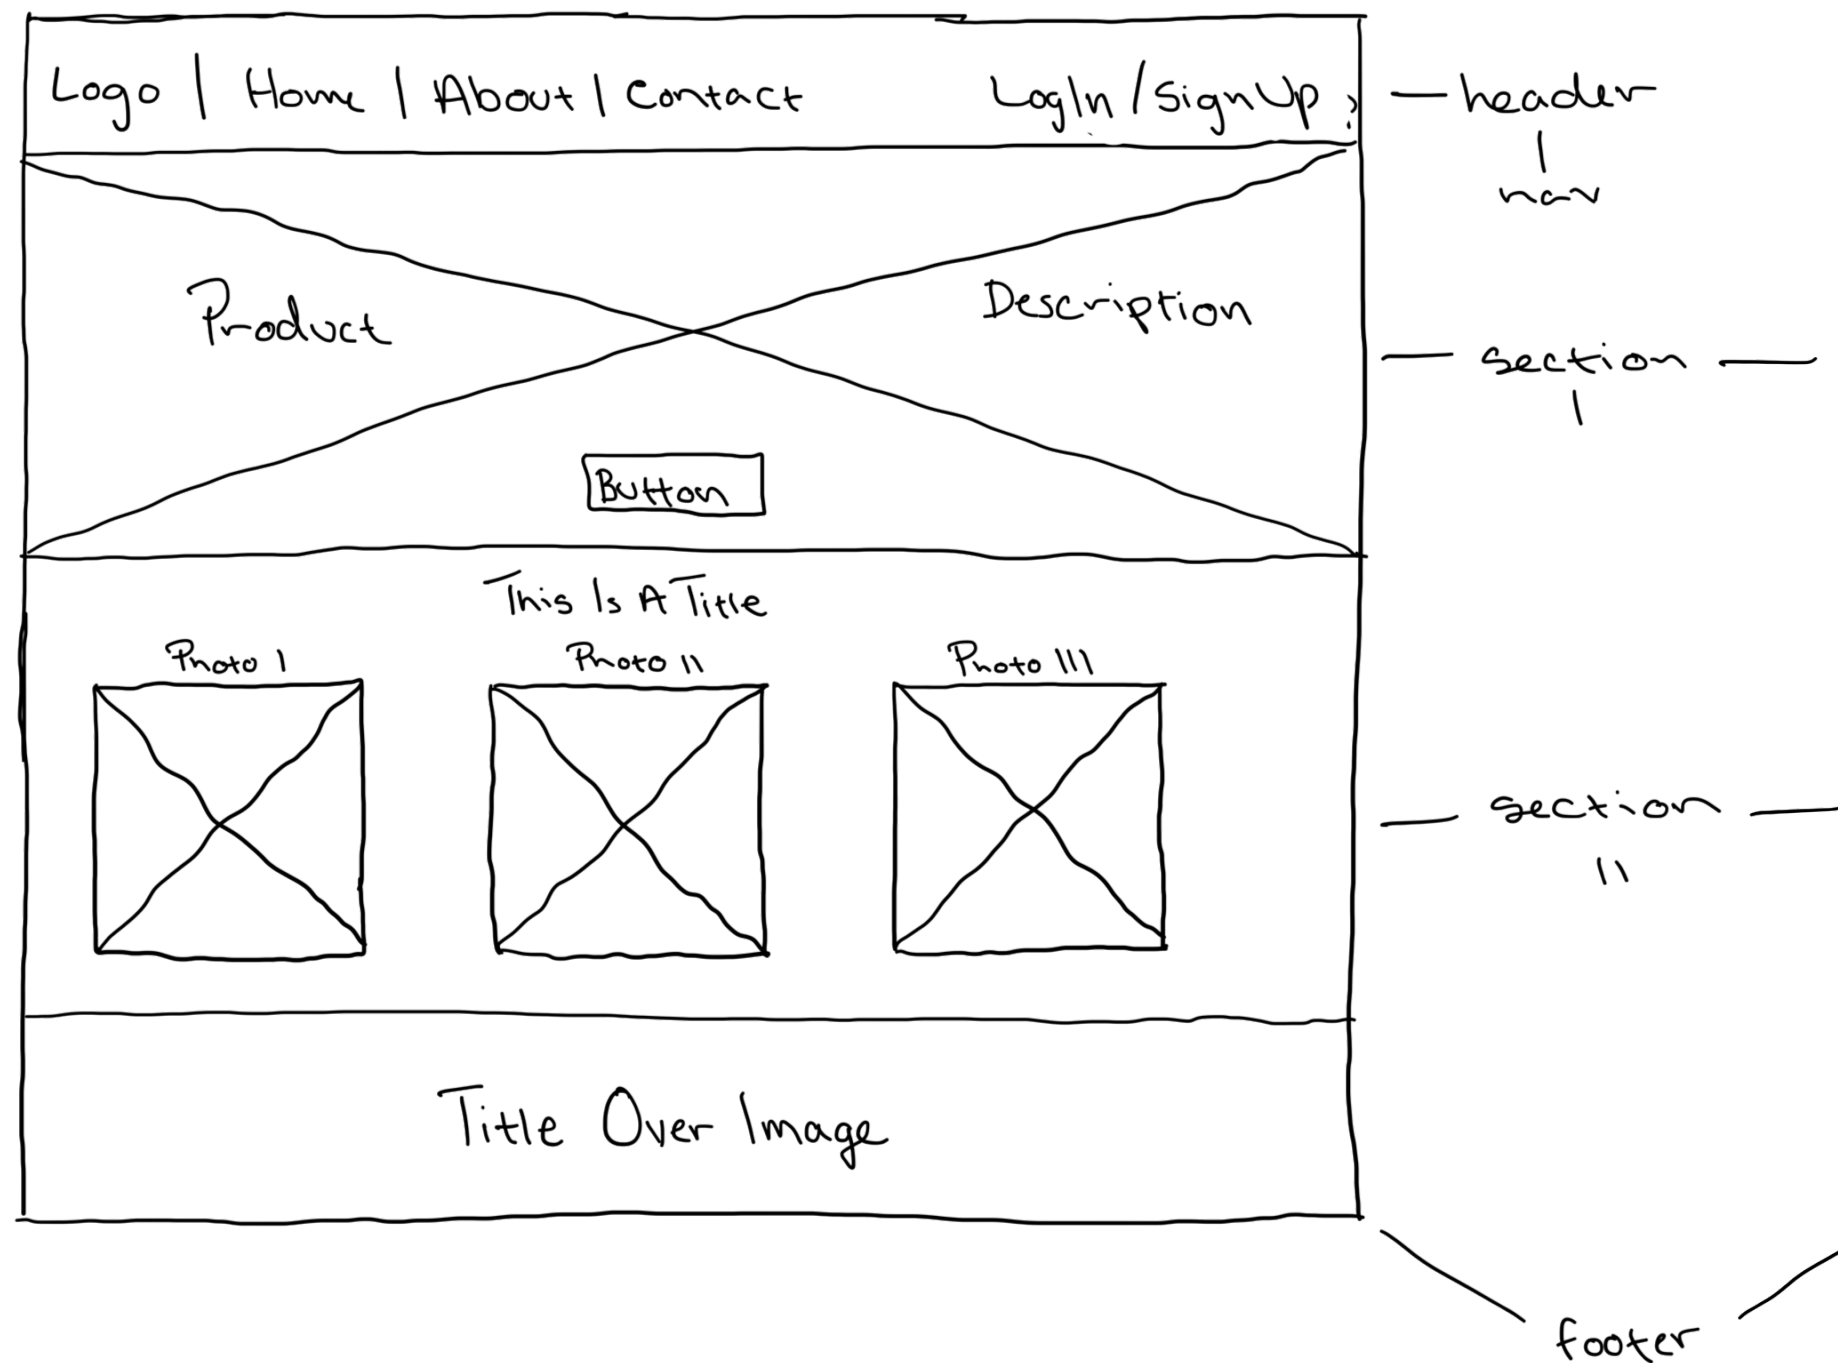 Logo | Home | About | Contact LogIn / SignUp ? header
nav
Product Description
section
I
Button
This Is A Title
Photo I Photo II Photo III
section
II
Title Over Image
footer